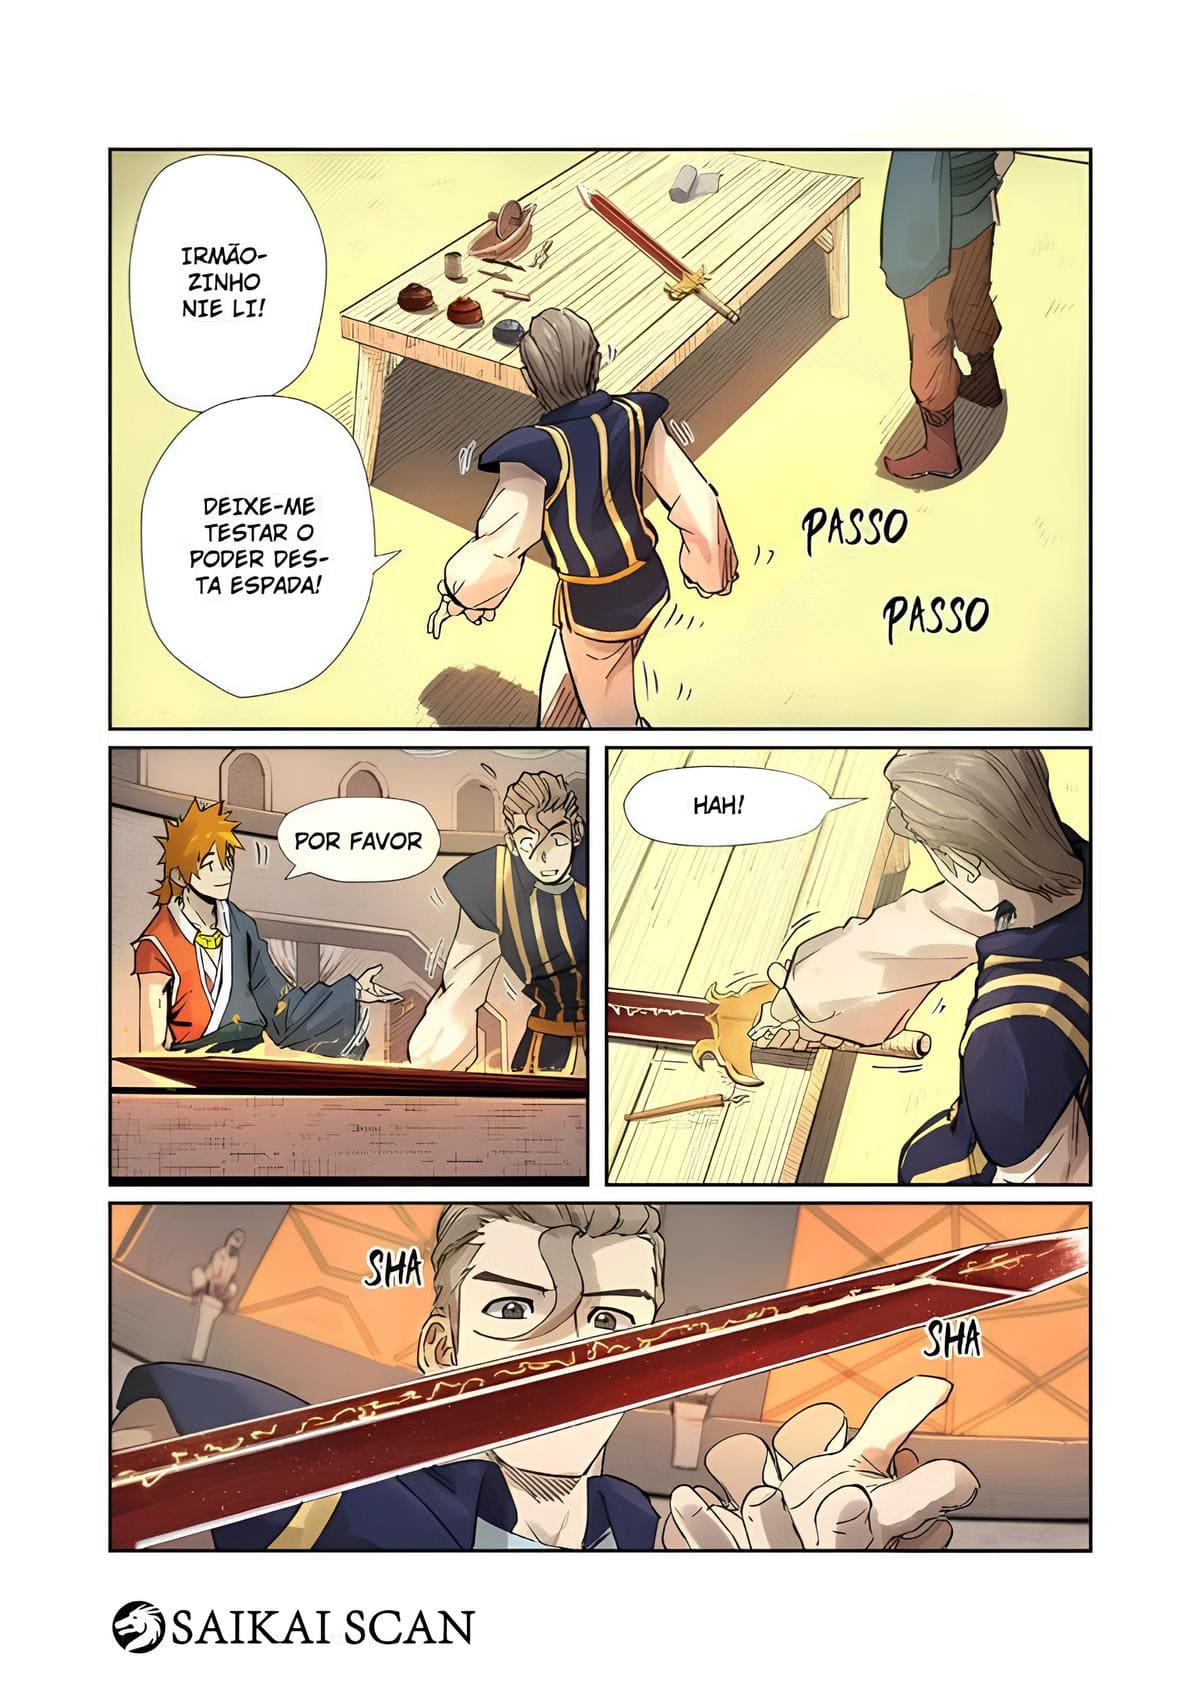 IRMÃO-
ZINHO
NIE LI!
DEIXE-ME
TESTAR O
PODER DES-
TA ESPADA!
PASSO
PASSO
POR FAVOR
HAH!
SHA
SHA
SAIKAI SCAN